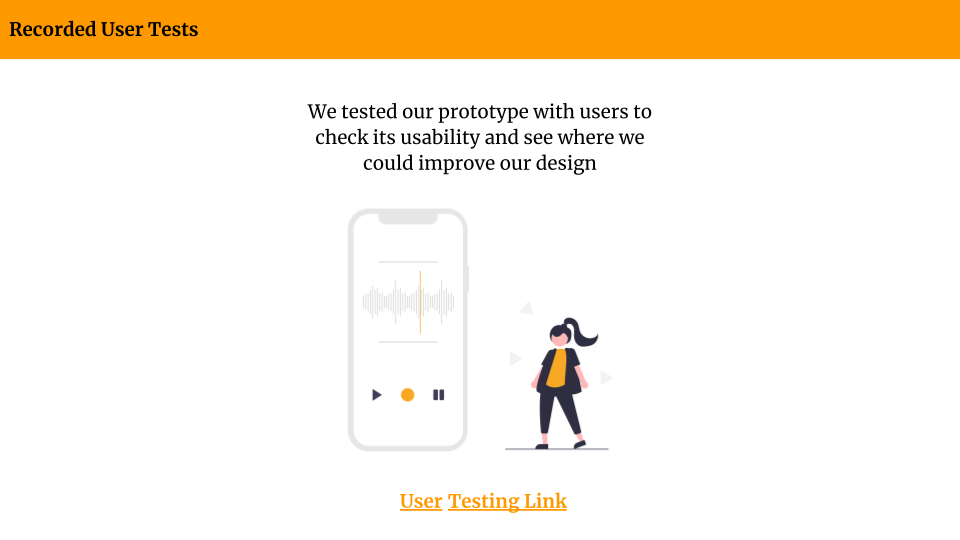 Recorded User Tests
We tested our prototype with users to
check its usability and see where we
could improve our design
User Testing Link